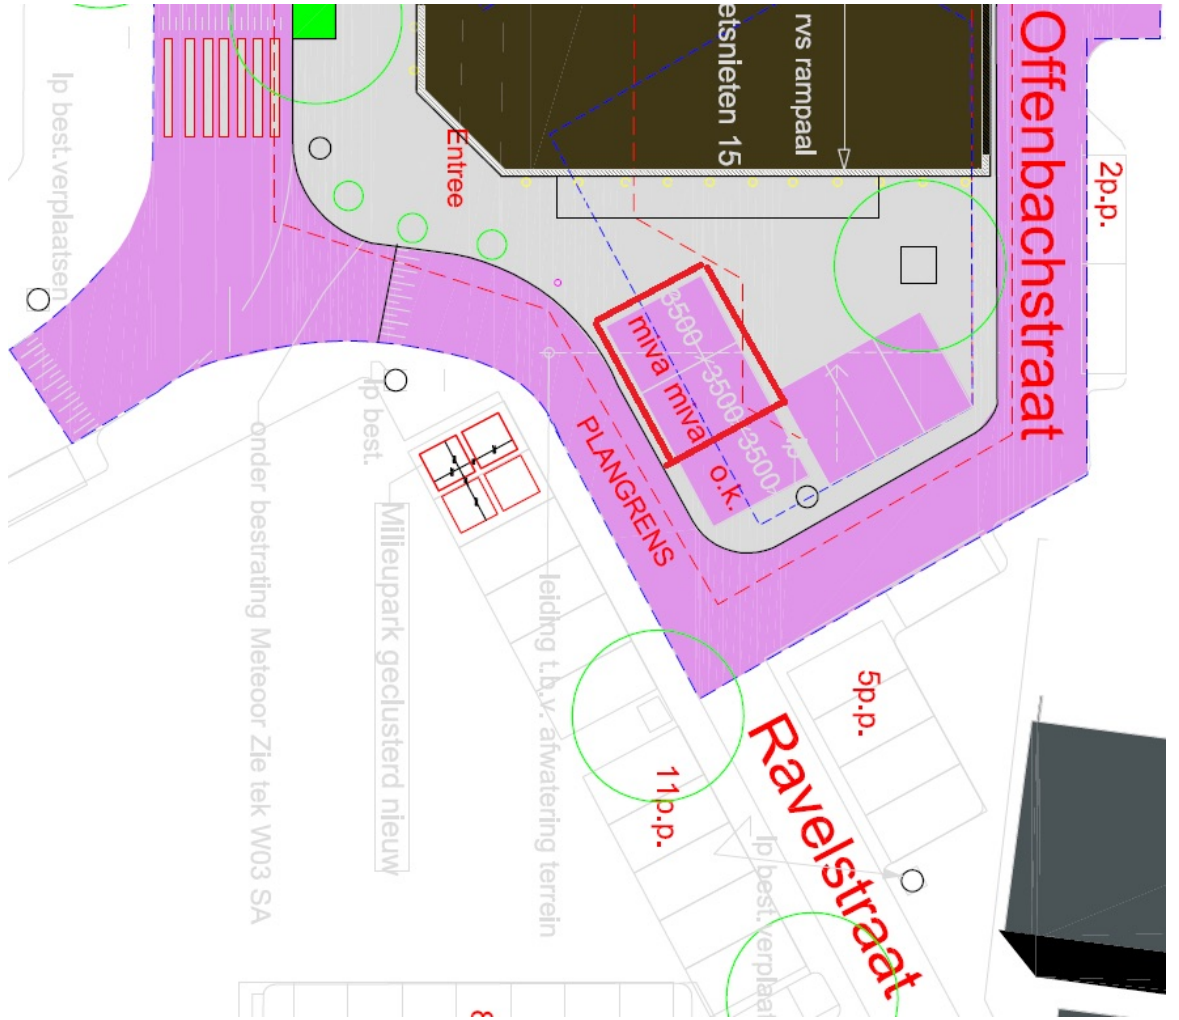 Offenbachstraat
rvs rampaal
etsnieten 15
Entree
2p.p.
lp best.verplaatsen
3500
3500
3500
miva
miva
o.k.
lp
PLANGRENS
lp best.
onder bestrating Meteoor Zie tek W03 SA
Milieupark geclusterd nieuw
leiding t.b.v. afwatering terrein
5p.p.
11p.p.
Ravelstraat
lp best.verplaat